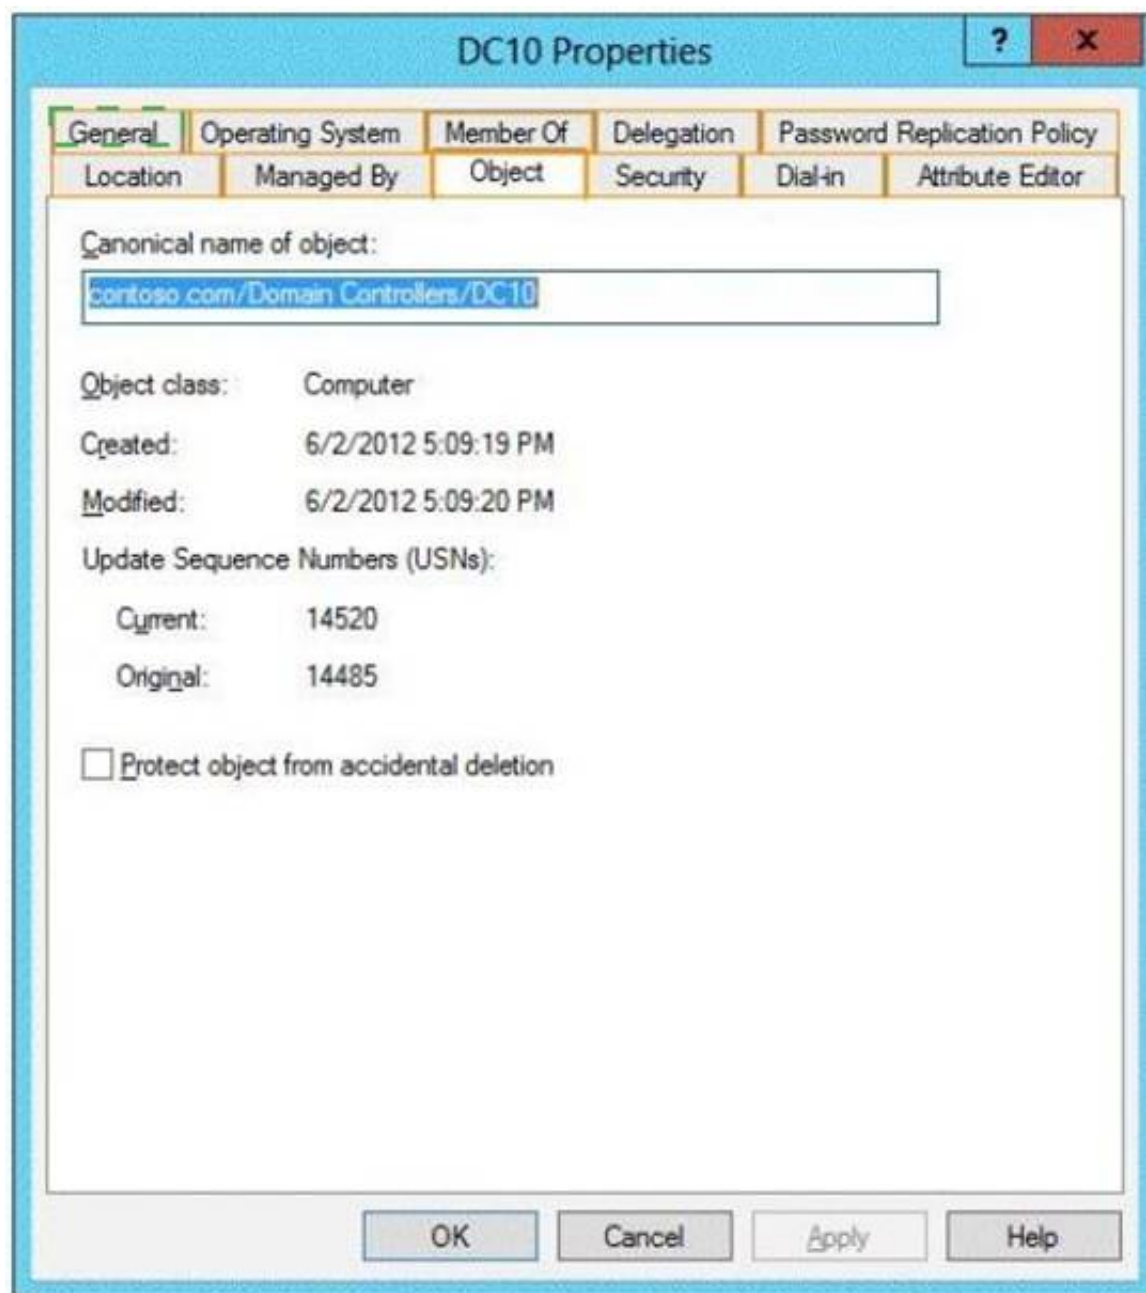 DC10 Properties
? x
General Operating System Member Of Delegation Password Replication Policy
Location Managed By Object Security Dial-in Attribute Editor
Canonical name of object:
contoso.com/Domain Controllers/DC10
Object class: Computer
Created: 6/2/2012 5:09:19 PM
Modified: 6/2/2012 5:09:20 PM
Update Sequence Numbers (USNs):
Current: 14520
Original: 14485
Protect object from accidental deletion
OK Cancel Apply Help